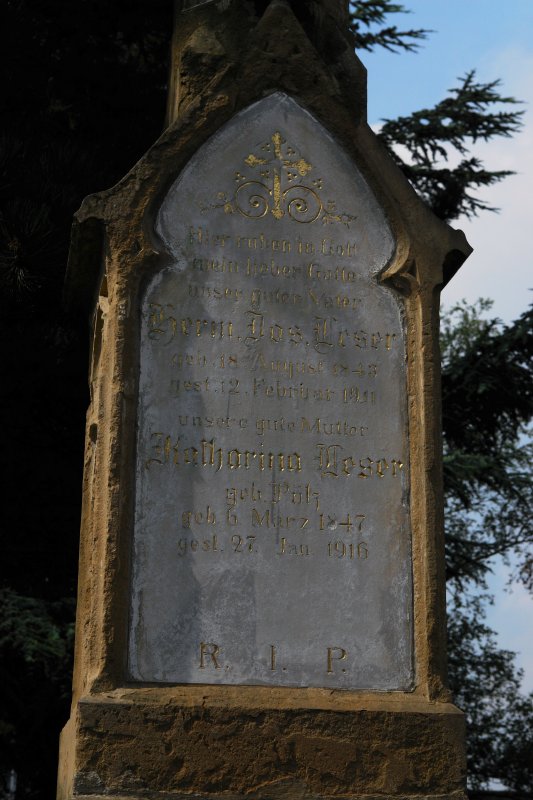 Hier ruhen in Gott
mein lieber Gatte
unser guter Vater
Herm. Jos. Leser
geb. 18. August 1843
gest. 12. Februar 1911
unsere gute Mutter
Katharina Leser
geb. Pütz
geb. 6. März 1847
gest. 27. Jan. 1916
R. I. P.